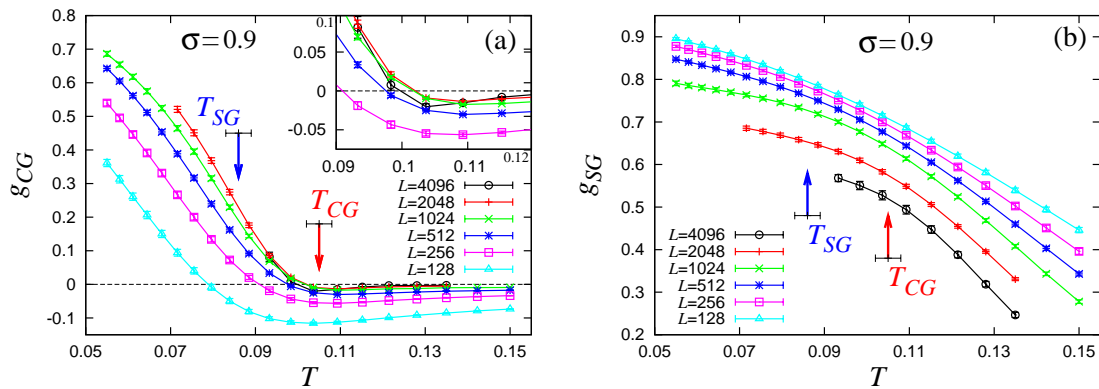 σ=0.9
(a)
g_CG
0.8
0.7
0.6
0.5
0.4
0.3
0.2
0.1
0
-0.1
0.05
0.07
0.09
0.11
0.13
0.15
T
T_SG
T_CG
0.1
0.05
0
-0.05
0.09
0.1
0.11
0.12
L=4096
L=2048
L=1024
L=512
L=256
L=128
σ=0.9
(b)
g_SG
1
0.9
0.8
0.7
0.6
0.5
0.4
0.3
0.2
0.05
0.07
0.09
0.11
0.13
0.15
T
T_SG
T_CG
L=4096
L=2048
L=1024
L=512
L=256
L=128